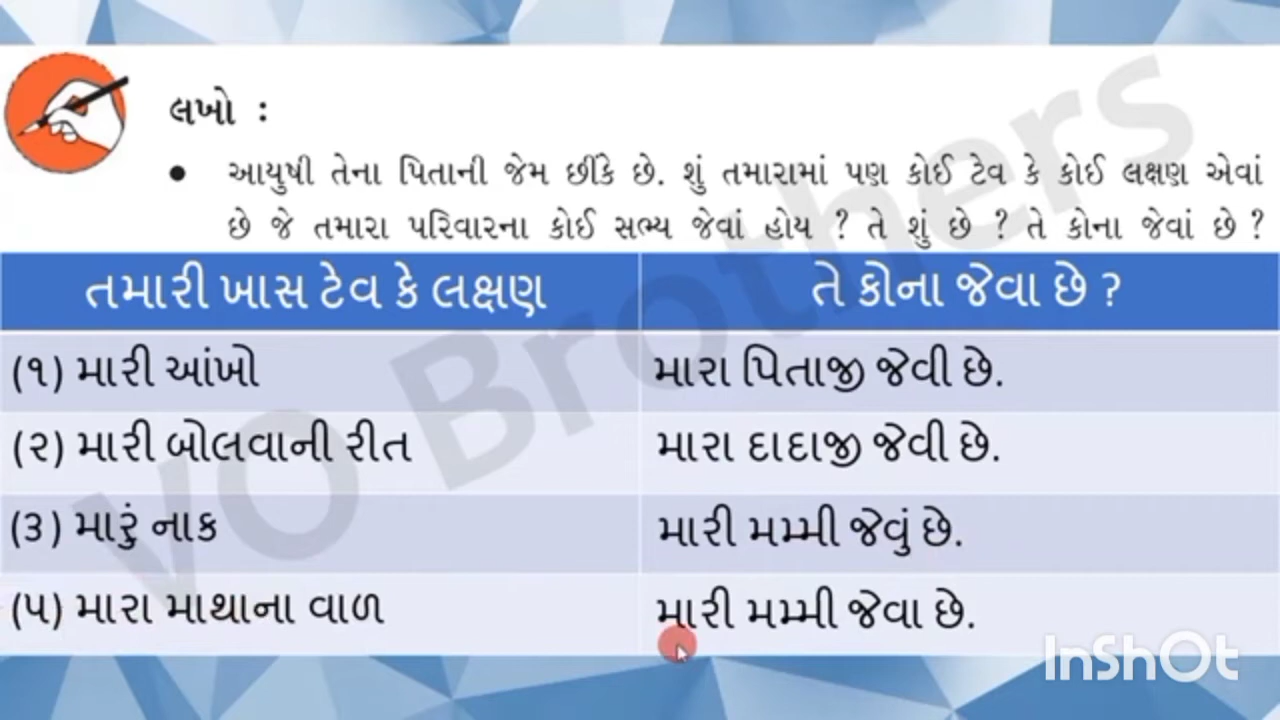 લખો :
• આયુષી તેના પિતાની જેમ છીંકે છે. શું તમારામાં પણ કોઈ ટેવ કે કોઈ લક્ષણ એવાં
છે જે તમારા પરિવારના કોઈ સભ્ય જેવાં હોય ? તે શું છે ? તે કોના જેવાં છે ?
તમારી ખાસ ટેવ કે લક્ષણ તે કોના જેવા છે ?
(૧) મારી આંખો મારા પિતાજી જેવી છે.
(૨) મારી બોલવાની રીત મારા દાદાજી જેવી છે.
(૩) મારું નાક મારી મમ્મી જેવું છે.
(૫) મારા માથાના વાળ મારી મમ્મી જેવા છે.
VO Brothers
InShOt